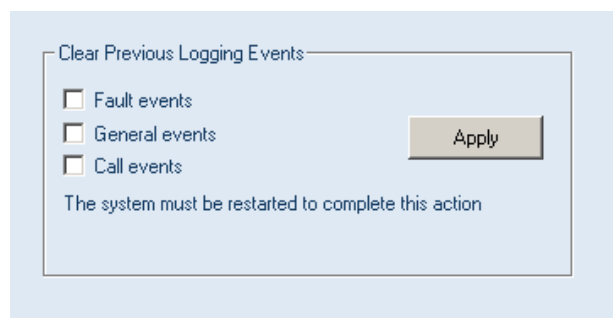 Clear Previous Logging Events
Fault events
General events
Apply
Call events
The system must be restarted to complete this action